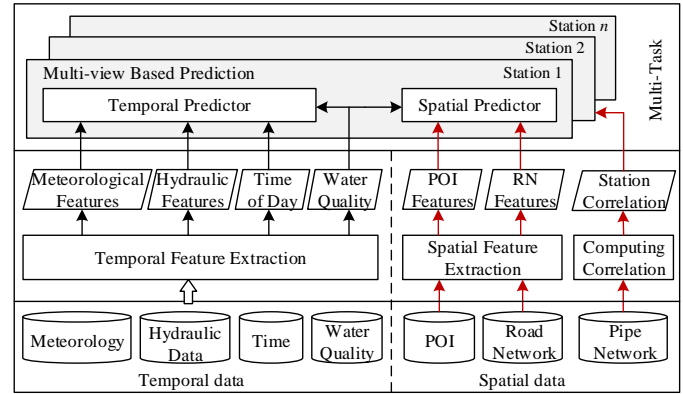 Station n
Station 2
Multi-view Based Prediction
Station 1
Temporal Predictor
Spatial Predictor
Multi-Task
Meteorological
Features
Hydraulic
Features
Time
of Day
Water
Quality
POI
Features
RN
Features
Station
Correlation
Temporal Feature Extraction
Spatial Feature
Extraction
Computing
Correlation
Meteorology
Hydraulic
Data
Time
Water
Quality
POI
Road
Network
Pipe
Network
Temporal data
Spatial data